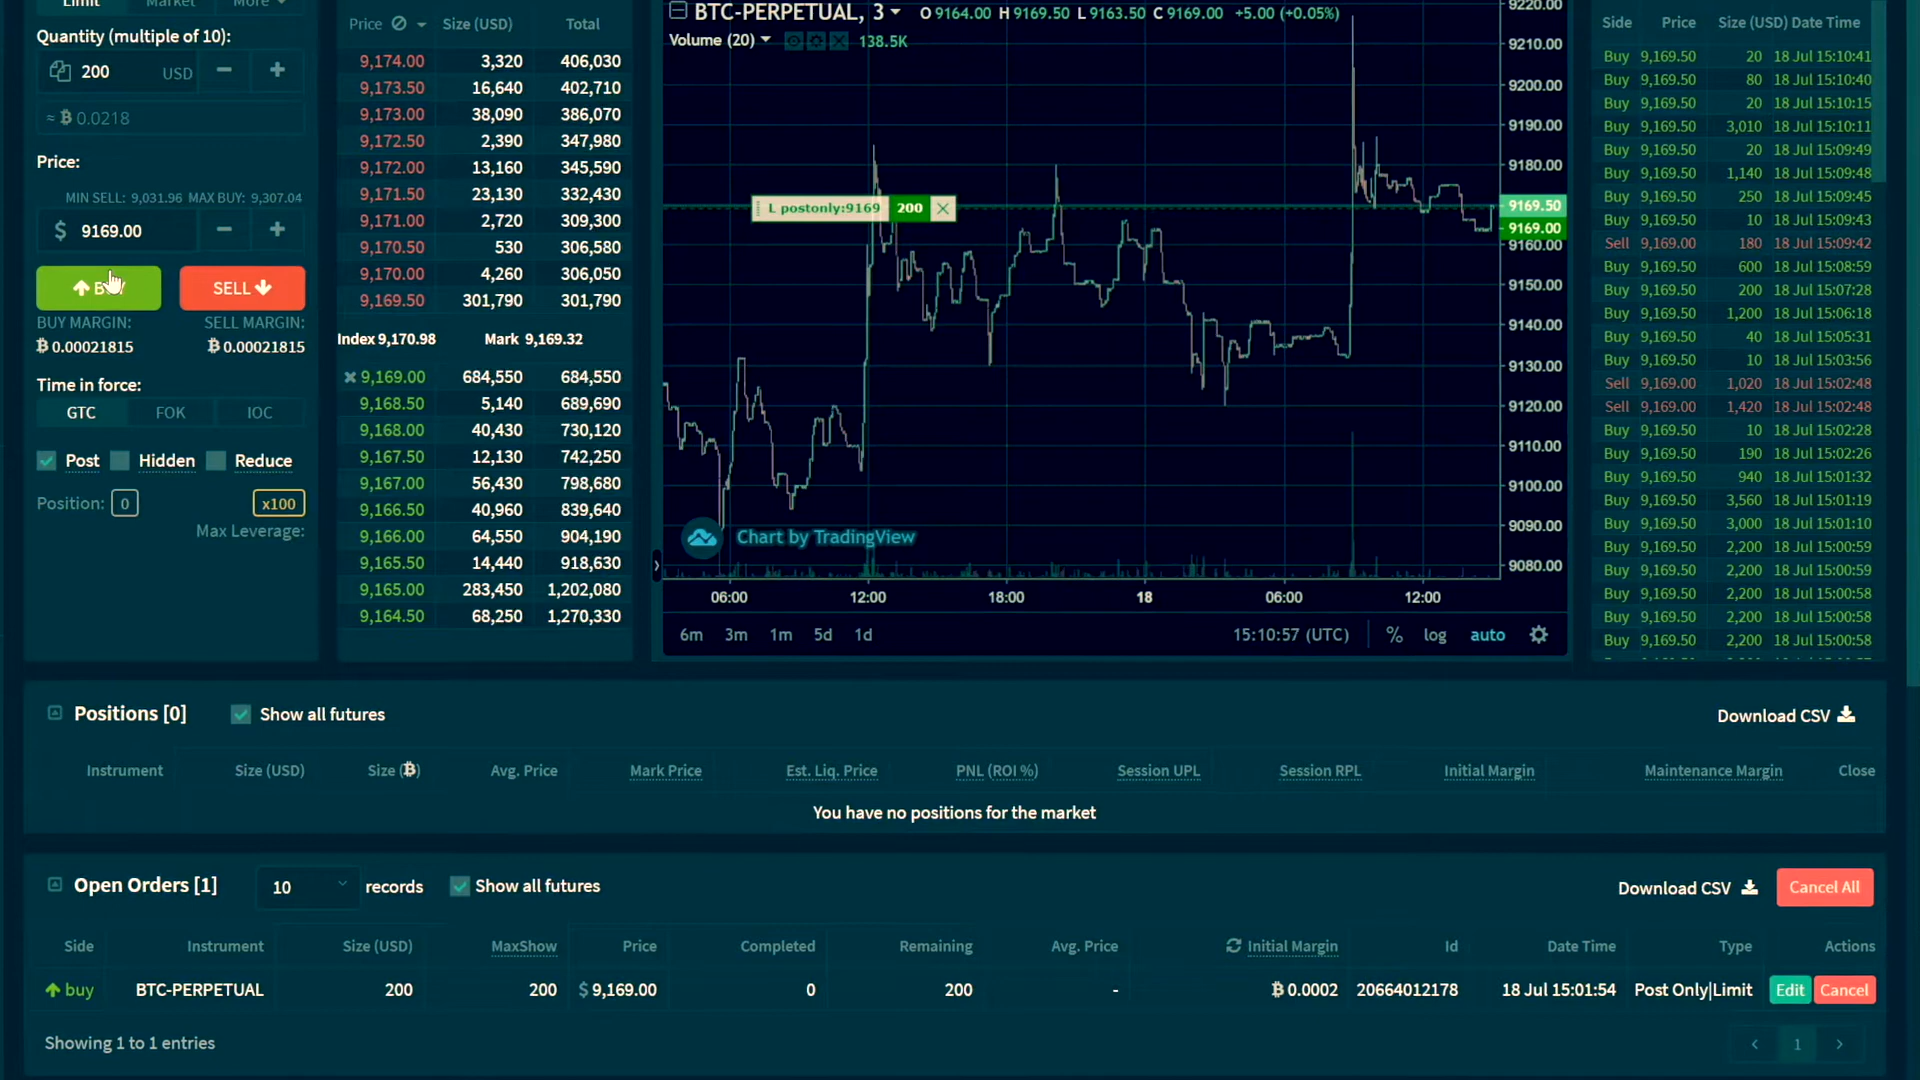 Limit Market More
Quantity (multiple of 10):
200 USD − +
≈ ₿ 0.0218
Price:
MIN SELL: 9,031.96 MAX BUY: 9,307.04
$ 9169.00 − +
SELL
BUY MARGIN: SELL MARGIN:
₿ 0.00021815 ₿ 0.00021815
Time in force:
GTC FOK IOC
Post Hidden Reduce
Position: 0 x100
Max Leverage:
Price Size (USD) Total
9,174.00 3,320 406,030
9,173.50 16,640 402,710
9,173.00 38,090 386,070
9,172.50 2,390 347,980
9,172.00 13,160 345,590
9,171.50 23,130 332,430
9,171.00 2,720 309,300
9,170.50 530 306,580
9,170.00 4,260 306,050
9,169.50 301,790 301,790
Index 9,170.98 Mark 9,169.32
9,169.00 684,550 684,550
9,168.50 5,140 689,690
9,168.00 40,430 730,120
9,167.50 12,130 742,250
9,167.00 56,430 798,680
9,166.50 40,960 839,640
9,166.00 64,550 904,190
9,165.50 14,440 918,630
9,165.00 283,450 1,202,080
9,164.50 68,250 1,270,330
BTC-PERPETUAL, 3 O 9164.00 H 9169.50 L 9163.50 C 9169.00 +5.00 (+0.05%)
Volume (20) 138.5K
L postonly:9169 200
9220.00
9210.00
9200.00
9190.00
9180.00
9170.00
9169.50
9169.00
9160.00
9150.00
9140.00
9130.00
9120.00
9110.00
9100.00
9090.00
9080.00
Chart by TradingView
06:00 12:00 18:00 18 06:00 12:00
6m 3m 1m 5d 1d 15:10:57 (UTC) % log auto
Side Price Size (USD) Date Time
Buy 9,169.50 20 18 Jul 15:10:41
Buy 9,169.50 80 18 Jul 15:10:40
Buy 9,169.50 20 18 Jul 15:10:15
Buy 9,169.50 3,010 18 Jul 15:10:11
Buy 9,169.50 20 18 Jul 15:09:49
Buy 9,169.50 1,140 18 Jul 15:09:48
Buy 9,169.50 250 18 Jul 15:09:45
Buy 9,169.50 10 18 Jul 15:09:43
Sell 9,169.00 180 18 Jul 15:09:42
Buy 9,169.50 600 18 Jul 15:08:59
Buy 9,169.50 200 18 Jul 15:07:28
Buy 9,169.50 1,200 18 Jul 15:06:18
Buy 9,169.50 40 18 Jul 15:05:31
Buy 9,169.50 10 18 Jul 15:03:56
Sell 9,169.00 1,020 18 Jul 15:02:48
Sell 9,169.00 1,420 18 Jul 15:02:48
Buy 9,169.50 10 18 Jul 15:02:28
Buy 9,169.50 190 18 Jul 15:02:26
Buy 9,169.50 940 18 Jul 15:01:32
Buy 9,169.50 3,560 18 Jul 15:01:19
Buy 9,169.50 3,000 18 Jul 15:01:10
Buy 9,169.50 2,200 18 Jul 15:00:59
Buy 9,169.50 2,200 18 Jul 15:00:59
Buy 9,169.50 2,200 18 Jul 15:00:58
Buy 9,169.50 2,200 18 Jul 15:00:58
Buy 9,169.50 2,200 18 Jul 15:00:58
Positions [0] Show all futures Download CSV
Instrument Size (USD) Size (₿) Avg. Price Mark Price Est. Liq. Price PNL (ROI %) Session UPL Session RPL Initial Margin Maintenance Margin Close
You have no positions for the market
Open Orders [1] 10 records Show all futures Download CSV Cancel All
Side Instrument Size (USD) MaxShow Price Completed Remaining Avg. Price Initial Margin Id Date Time Type Actions
buy BTC-PERPETUAL 200 200 $ 9,169.00 0 200 - ₿ 0.0002 20664012178 18 Jul 15:01:54 Post Only|Limit Edit Cancel
Showing 1 to 1 entries ‹ 1 ›